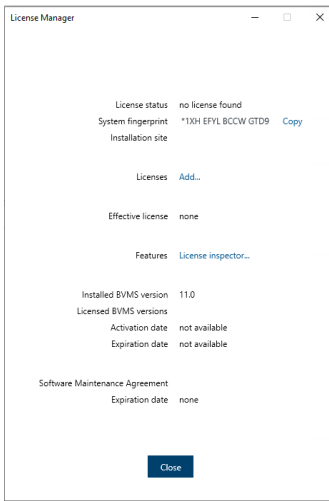 License Manager
License status no license found
System fingerprint *1XH EFYL BCCW GTD9 Copy
Installation site
Licenses Add...
Effective license none
Features License inspector...
Installed BVMS version 11.0
Licensed BVMS versions
Activation date not available
Expiration date not available
Software Maintenance Agreement
Expiration date none
Close